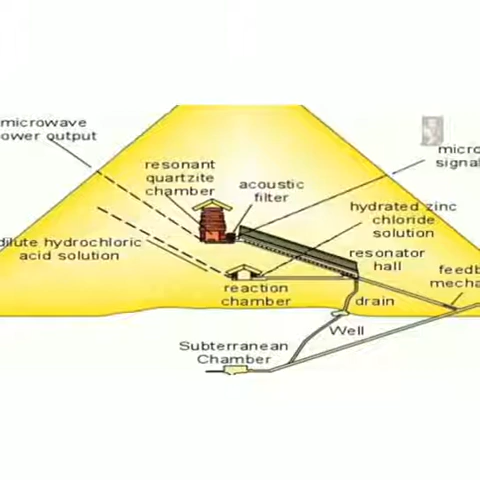 microwave
ower output
resonant
quartzite
chamber
acoustic
filter
micro
signal
hydrated zinc
chloride
solution
dilute hydrochloric
acid solution
resonator
hall
feedb
mecha
reaction
chamber
drain
Well
Subterranean
Chamber